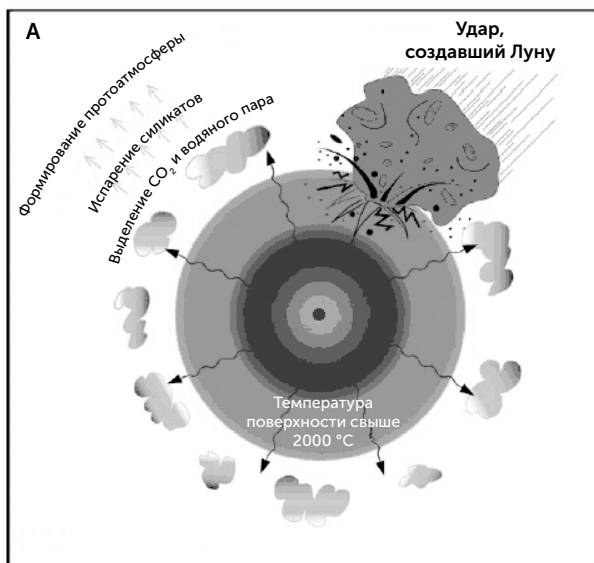 А
Удар,
создавший Луну
Формирование протоатмосферы
Испарение силикатов
Выделение CO₂ и водяного пара
Температура
поверхности свыше
2000 °C